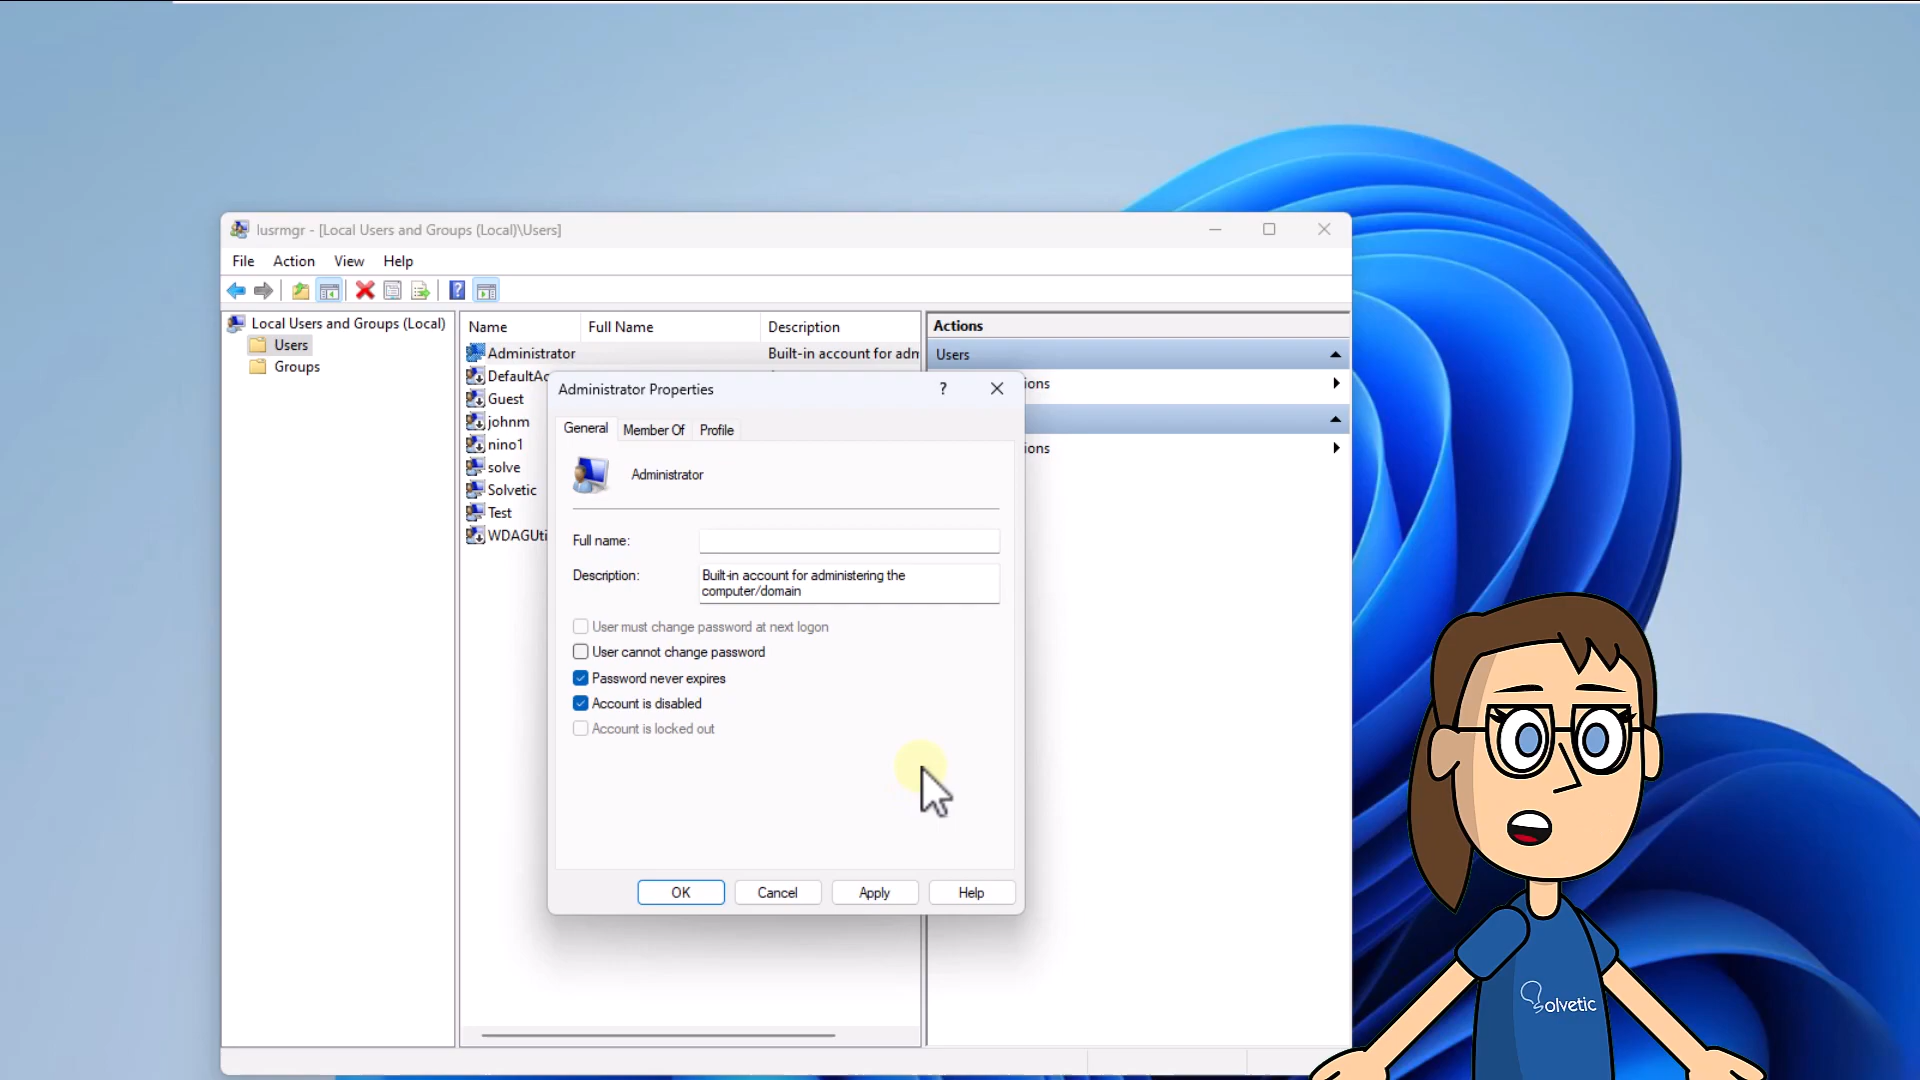 lusrmgr - [Local Users and Groups (Local)\Users]
File Action View Help
Local Users and Groups (Local)
Users
Groups
Name Full Name Description
Administrator Built-in account for adm
DefaultAc
Guest
johnm
nino1
solve
Solvetic
Test
WDAGUti
Actions
Users
ions
ions
Administrator Properties
?
General Member Of Profile
Administrator
Full name:
Description: Built-in account for administering the
computer/domain
User must change password at next logon
User cannot change password
Password never expires
Account is disabled
Account is locked out
OK Cancel Apply Help
Solvetic